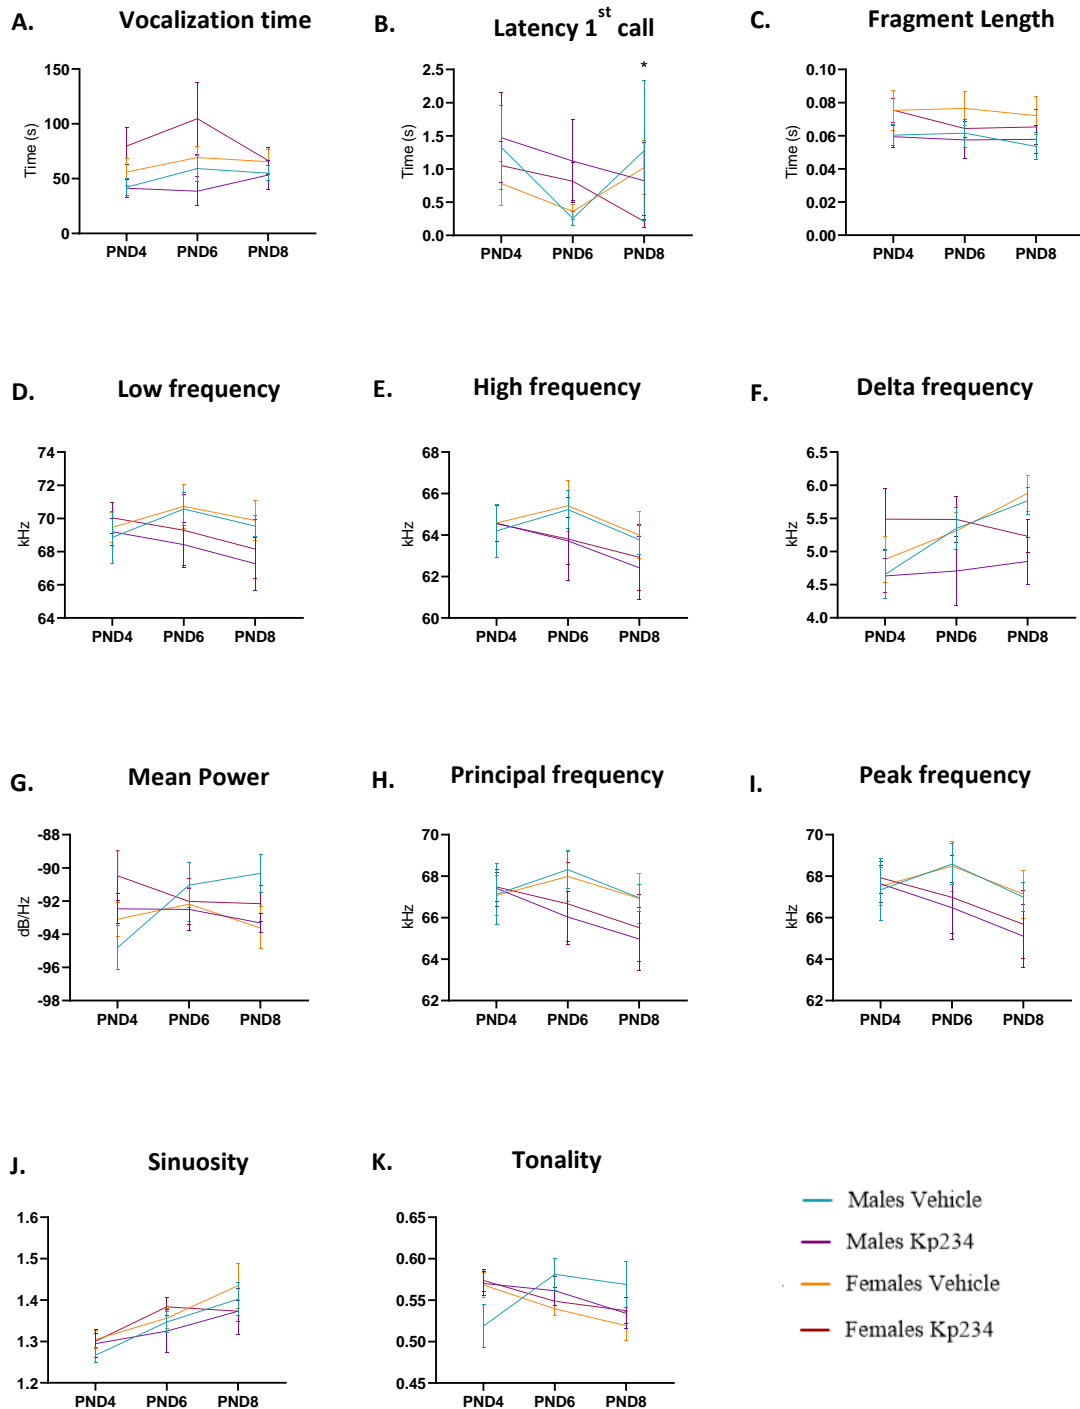 A. Vocalization time
B. Latency 1st call
C. Fragment Length
150
100
50
0
Time (s)
PND4 PND6 PND8
2.5
2.0
1.5
1.0
0.5
0.0
Time (s)
*
PND4 PND6 PND8
0.10
0.08
0.06
0.04
0.02
0.00
Time (s)
PND4 PND6 PND8
D. Low frequency
E. High frequency
F. Delta frequency
74
72
70
68
66
64
kHz
PND4 PND6 PND8
68
66
64
62
60
kHz
PND4 PND6 PND8
6.5
6.0
5.5
5.0
4.5
4.0
kHz
PND4 PND6 PND8
G. Mean Power
H. Principal frequency
I. Peak frequency
-88
-90
-92
-94
-96
-98
dB/Hz
PND4 PND6 PND8
70
68
66
64
62
kHz
PND4 PND6 PND8
70
68
66
64
62
kHz
PND4 PND6 PND8
J. Sinuosity
K. Tonality
1.6
1.5
1.4
1.3
1.2
PND4 PND6 PND8
0.65
0.60
0.55
0.50
0.45
PND4 PND6 PND8
Males Vehicle
Males Kp234
Females Vehicle
Females Kp234